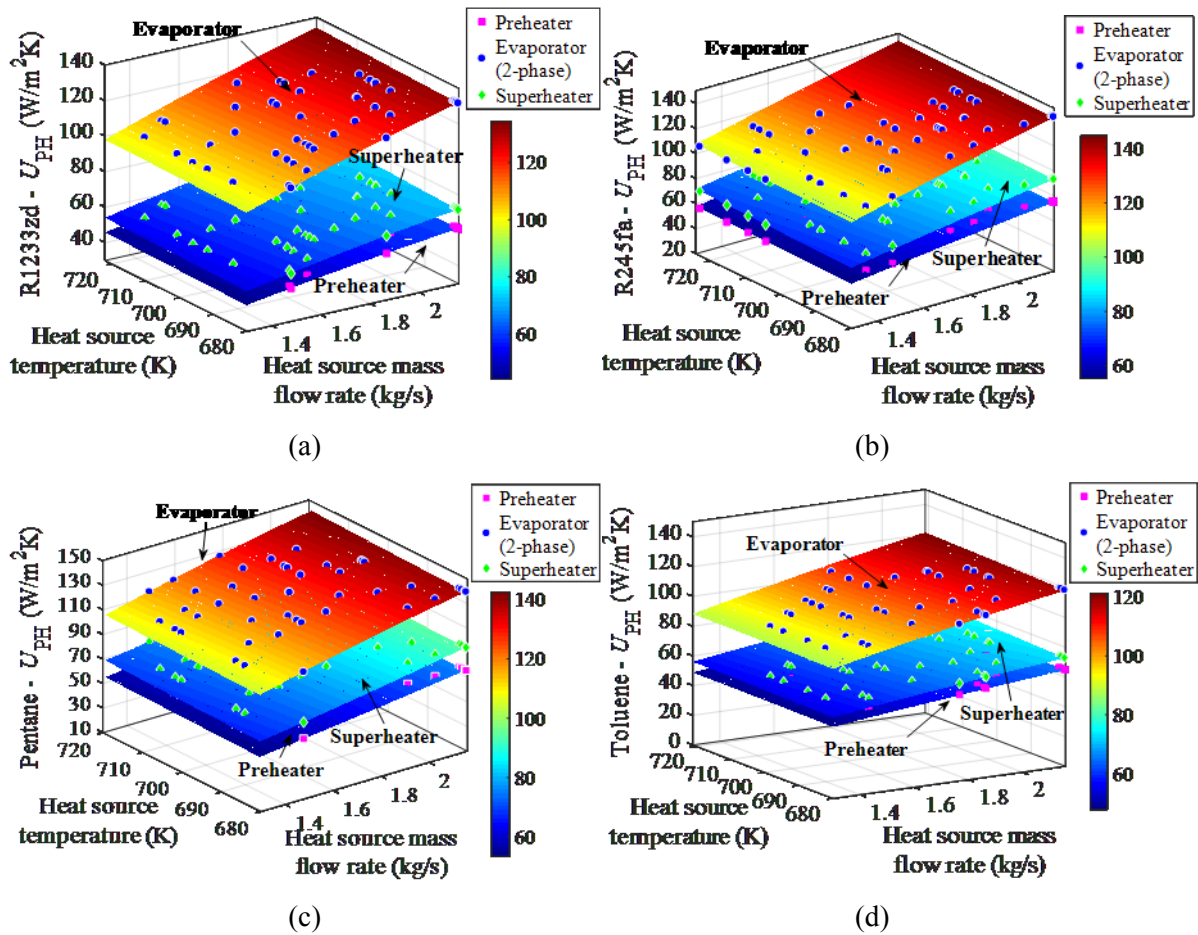 Evaporator
Preheater
Evaporator
(2-phase)
Superheater
R1233zd - U_PH (W/m²K)
140
120
100
80
60
40
Superheater
Preheater
120
100
80
60
720
710
700
690
680
Heat source
temperature (K)
1.4
1.6
1.8
2
Heat source mass
flow rate (kg/s)
(a)
Evaporator
Preheater
Evaporator
(2-phase)
Superheater
R245fa - U_PH (W/m²K)
140
120
100
80
60
40
20
Superheater
Preheater
140
120
100
80
60
720
710
700
690
680
Heat source
temperature (K)
1.4
1.6
1.8
2
Heat source mass
flow rate (kg/s)
(b)
Evaporator
Preheater
Evaporator
(2-phase)
Superheater
Pentane - U_PH (W/m²K)
150
130
110
90
70
50
30
10
Superheater
Preheater
140
120
100
80
60
720
710
700
690
680
Heat source
temperature (K)
1.4
1.6
1.8
2
Heat source mass
flow rate (kg/s)
(c)
Evaporator
Preheater
Evaporator
(2-phase)
Superheater
Toluene - U_PH (W/m²K)
140
120
100
80
60
40
20
0
Superheater
Preheater
120
100
80
60
720
710
700
690
680
Heat source
temperature (K)
1.4
1.6
1.8
2
Heat source mass
flow rate (kg/s)
(d)